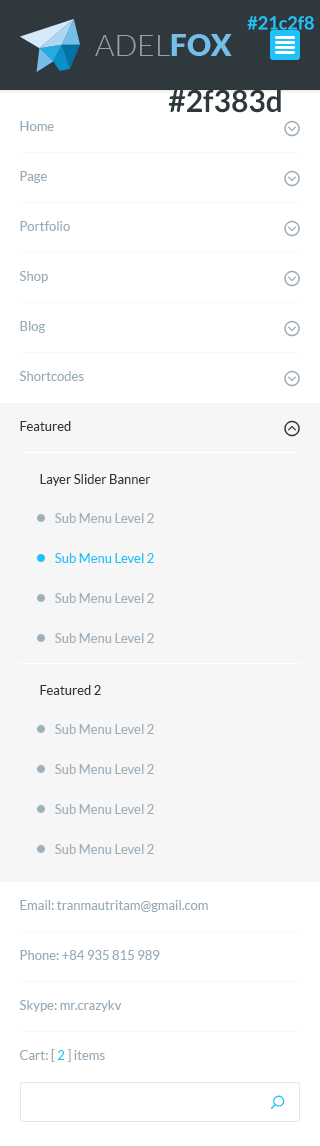 #21c2f8
ADELFOX
#2f383d
Home
Page
Portfolio
Shop
Blog
Shortcodes
Featured
Layer Slider Banner
Sub Menu Level 2
Sub Menu Level 2
Sub Menu Level 2
Sub Menu Level 2
Featured 2
Sub Menu Level 2
Sub Menu Level 2
Sub Menu Level 2
Sub Menu Level 2
Email: tranmautritam@gmail.com
Phone: +84 935 815 989
Skype: mr.crazykv
Cart: [ 2 ] items